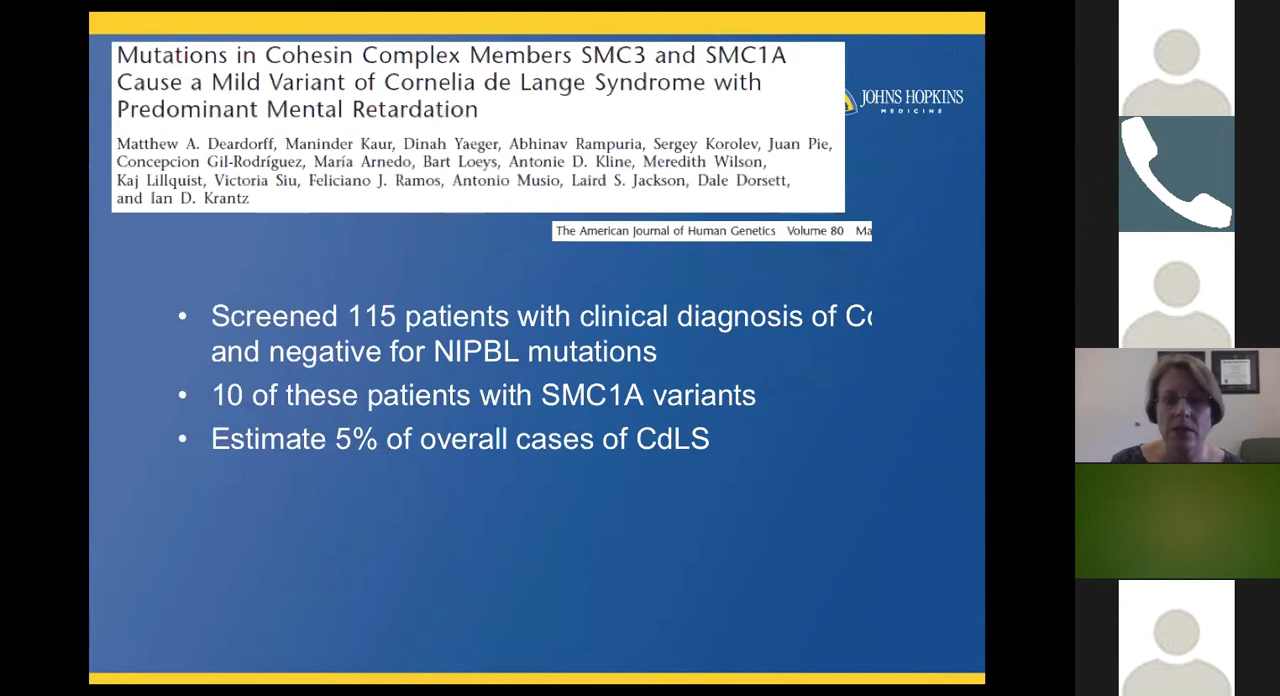 Mutations in Cohesin Complex Members SMC3 and SMC1A
Cause a Mild Variant of Cornelia de Lange Syndrome with
Predominant Mental Retardation
Matthew A. Deardorff, Maninder Kaur, Dinah Yaeger, Abhinav Rampuria, Sergey Korolev, Juan Pie,
Concepcion Gil-Rodríguez, María Arnedo, Bart Loeys, Antonie D. Kline, Meredith Wilson,
Kaj Lillquist, Victoria Siu, Feliciano J. Ramos, Antonio Musio, Laird S. Jackson, Dale Dorsett,
and Ian D. Krantz
JOHNS HOPKINS
MEDICINE
The American Journal of Human Genetics Volume 80
• Screened 115 patients with clinical diagnosis of
and negative for NIPBL mutations
• 10 of these patients with SMC1A variants
• Estimate 5% of overall cases of CdLS